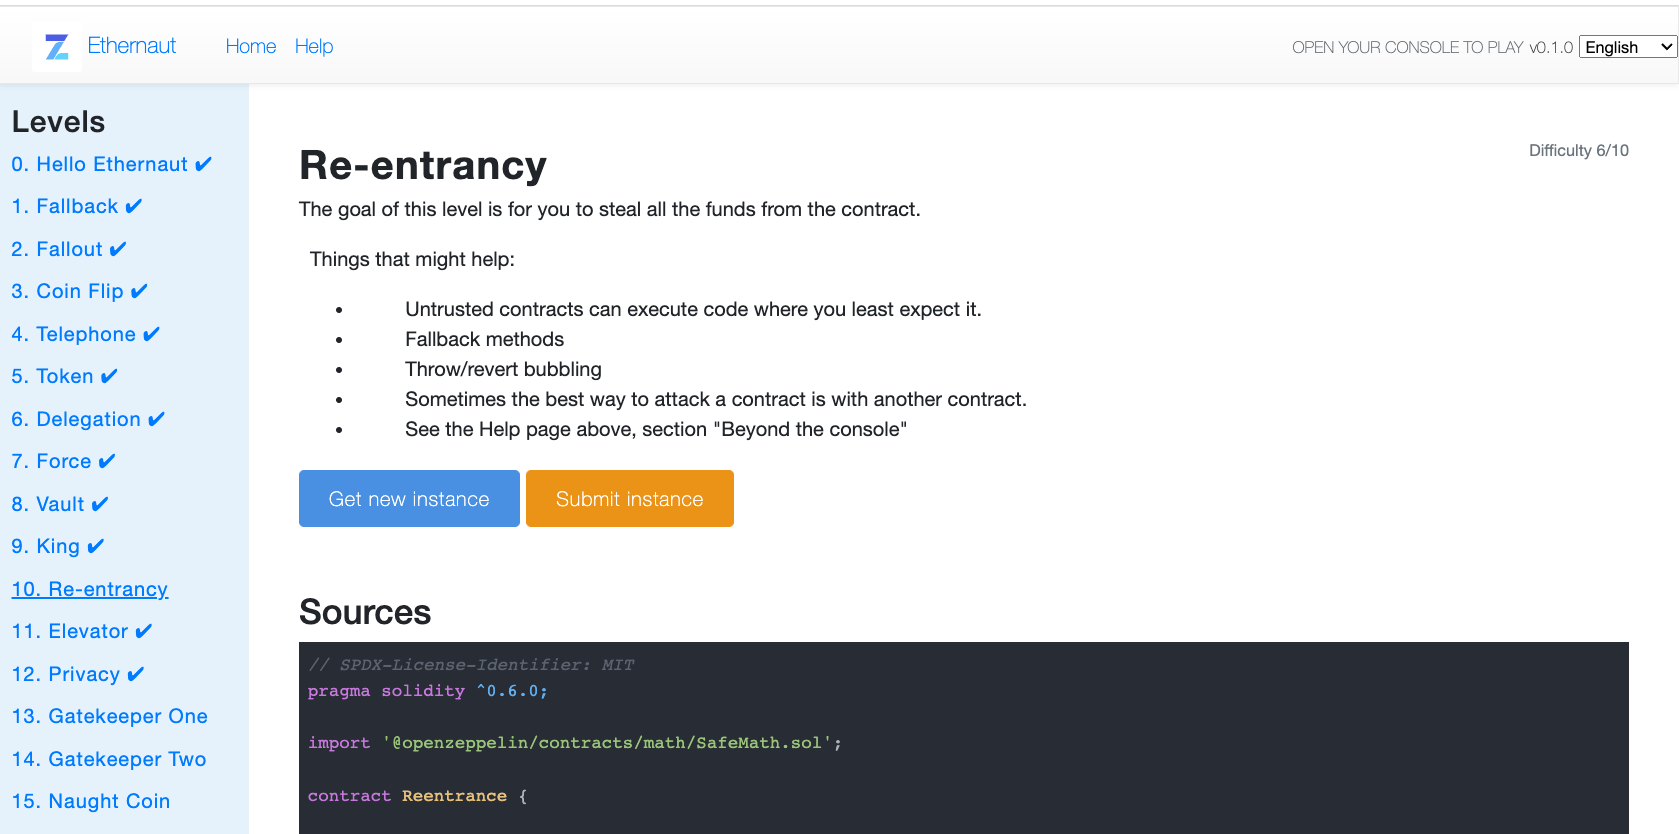 Ethernaut Home Help OPEN YOUR CONSOLE TO PLAY v0.1.0 English
Levels
0. Hello Ethernaut ✔
1. Fallback ✔
2. Fallout ✔
3. Coin Flip ✔
4. Telephone ✔
5. Token ✔
6. Delegation ✔
7. Force ✔
8. Vault ✔
9. King ✔
10. Re-entrancy
11. Elevator ✔
12. Privacy ✔
13. Gatekeeper One
14. Gatekeeper Two
15. Naught Coin
Re-entrancy
Difficulty 6/10
The goal of this level is for you to steal all the funds from the contract.
Things that might help:
• Untrusted contracts can execute code where you least expect it.
• Fallback methods
• Throw/revert bubbling
• Sometimes the best way to attack a contract is with another contract.
• See the Help page above, section "Beyond the console"
Get new instance Submit instance
Sources
// SPDX-License-Identifier: MIT
pragma solidity ^0.6.0;
import '@openzeppelin/contracts/math/SafeMath.sol';
contract Reentrance {